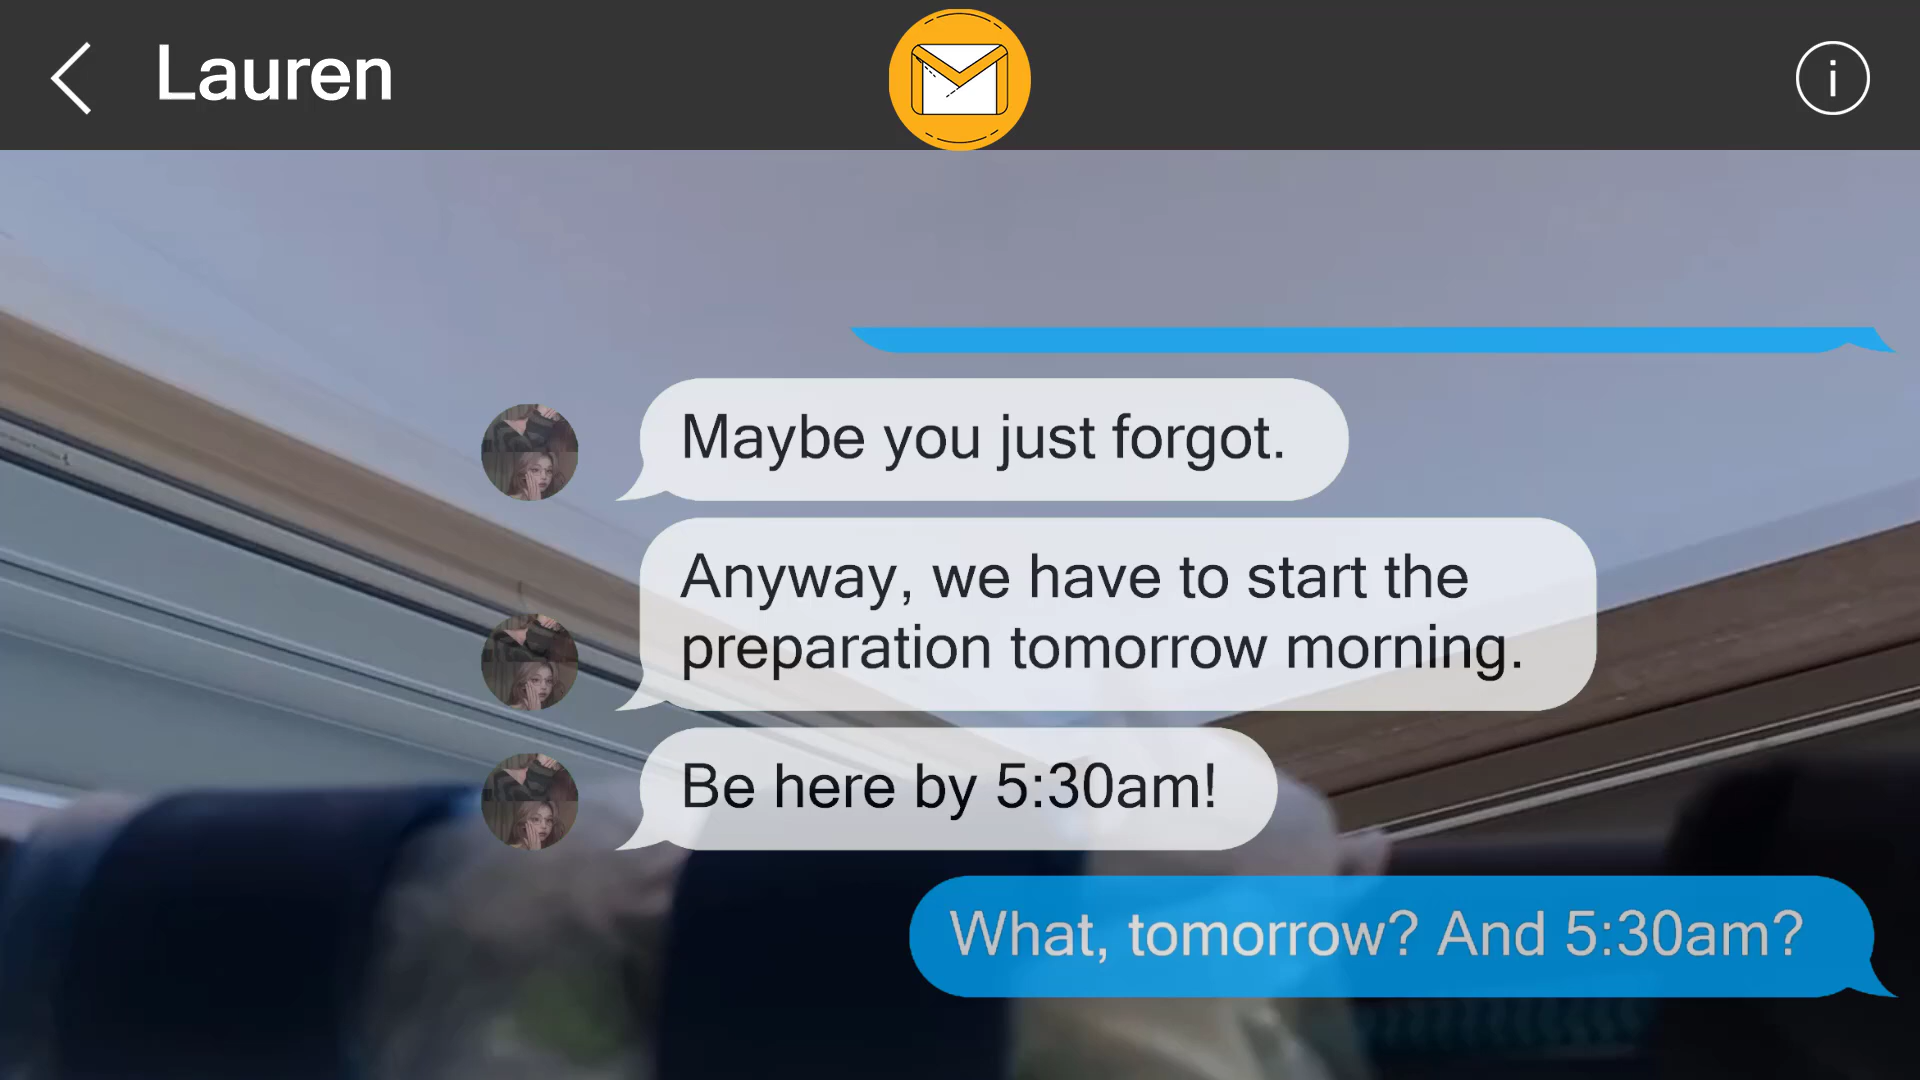 Lauren
Maybe you just forgot.
Anyway, we have to start the
preparation tomorrow morning.
Be here by 5:30am!
What, tomorrow? And 5:30am?